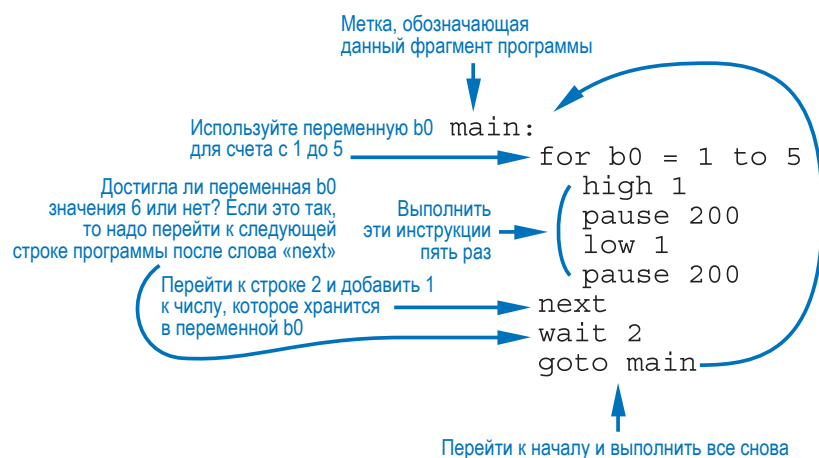 Метка, обозначающая
данный фрагмент программы
main:
Используйте переменную b0
для счета с 1 до 5
for b0 = 1 to 5
Достигла ли переменная b0
значения 6 или нет? Если это так,
то надо перейти к следующей
строке программы после слова «next»
Выполнить
эти инструкции
пять раз
high 1
pause 200
low 1
pause 200
Перейти к строке 2 и добавить 1
к числу, которое хранится
в переменной b0
next
wait 2
goto main
Перейти к началу и выполнить все снова